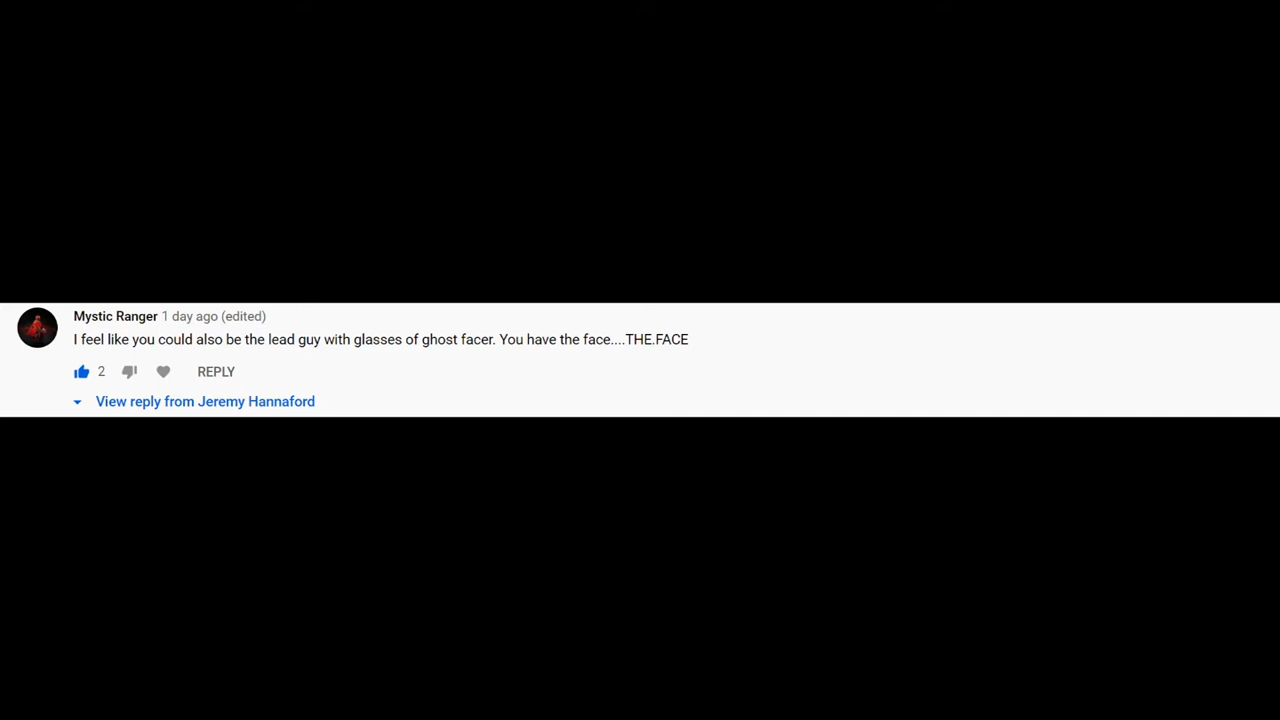 Mystic Ranger 1 day ago (edited)
I feel like you could also be the lead guy with glasses of ghost facer. You have the face....THE.FACE
2 REPLY
View reply from Jeremy Hannaford